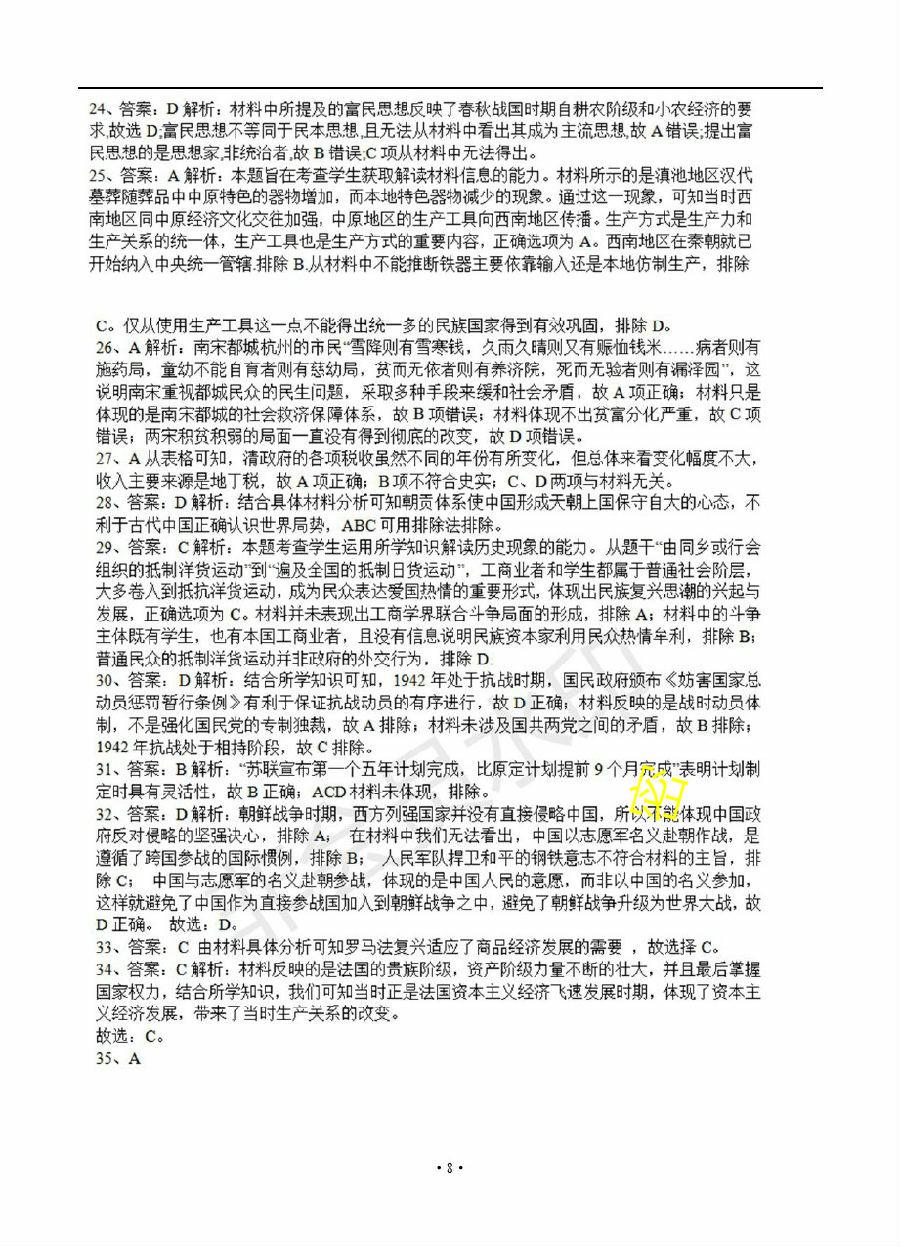 24、答案：D 解析：材料中所提及的富民思想反映了春秋战国时期自耕农阶级和小农经济的要
求,故选 D;富民思想不等同于民本思想,且无法从材料中看出其成为主流思想,故 A 错误;提出富
民思想的是思想家,非统治者,故 B 错误;C 项从材料中无法得出。
25、答案：A 解析：本题旨在考查学生获取解读材料信息的能力。材料所示的是滇池地区汉代
墓葬随葬品中中原特色的器物增加，而本地特色器物减少的现象。通过这一现象，可知当时西
南地区同中原经济文化交往加强，中原地区的生产工具向西南地区传播。生产方式是生产力和
生产关系的统一体，生产工具也是生产方式的重要内容，正确选项为 A。西南地区在秦朝就已
开始纳入中央统一管辖.排除 B.从材料中不能推断铁器主要依靠输入还是本地仿制生产，排除
C。仅从使用生产工具这一点不能得出统一多的民族国家得到有效巩固，排除 D。
26、A 解析：南宋都城杭州的市民“雪降则有雪寒钱，久雨久晴则又有赈恤钱米……病者则有
施药局，童幼不能自育者则有慈幼局，贫而无依者则有养济院，死而无殓者则有漏泽园”，这
说明南宋重视都城民众的民生问题，采取多种手段来缓和社会矛盾，故 A 项正确；材料只是
体现的是南宋都城的社会救济保障体系，故 B 项错误；材料体现不出贫富分化严重，故 C 项
错误；两宋积贫积弱的局面一直没有得到彻底的改变，故 D 项错误。
27、A 从表格可知，清政府的各项税收虽然不同的年份有所变化，但总体来看变化幅度不大，
收入主要来源是地丁税，故 A 项正确；B 项不符合史实；C、D 两项与材料无关。
28、答案：D 解析：结合具体材料分析可知朝贡体系使中国形成天朝上国保守自大的心态，不
利于古代中国正确认识世界局势，ABC 可用排除法排除。
29、答案：C 解析：本题考查学生运用所学知识解读历史现象的能力。从题干“由同乡或行会
组织的抵制洋货运动”到“遍及全国的抵制日货运动”，工商业者和学生都属于普通社会阶层，
大多卷入到抵抗洋货运动，成为民众表达爱国热情的重要形式，体现出民族复兴思潮的兴起与
发展，正确选项为 C。材料并未表现出工商学界联合斗争局面的形成，排除 A；材料中的斗争
主体既有学生，也有本国工商业者，且没有信息说明民族资本家利用民众热情牟利，排除 B；
普通民众的抵制洋货运动并非政府的外交行为．排除 D.
30、答案：D 解析：结合所学知识可知，1942 年处于抗战时期，国民政府颁布《妨害国家总
动员惩罚暂行条例》有利于保证抗战动员的有序进行，故 D 正确；材料反映的是战时动员体
制，不是强化国民党的专制独裁，故 A 排除；材料未涉及国共两党之间的矛盾，故 B 排除；
1942 年抗战处于相持阶段，故 C 排除。
31、答案：B 解析：“苏联宣布第一个五年计划完成，比原定计划提前 9 个月完成”表明计划制
定时具有灵活性，故 B 正确；ACD 材料未体现，排除。
32、答案：D 解析：朝鲜战争时期，西方列强国家并没有直接侵略中国，所以不能体现中国政
府反对侵略的坚强决心，排除 A； 在材料中我们无法看出，中国以志愿军名义赴朝作战，是
遵循了跨国参战的国际惯例，排除 B； 人民军队捍卫和平的钢铁意志不符合材料的主旨，排
除 C； 中国与志愿军的名义赴朝参战，体现的是中国人民的意愿，而非以中国的名义参加，
这样就避免了中国作为直接参战国加入到朝鲜战争之中，避免了朝鲜战争升级为世界大战，故
D 正确。 故选：D。
33、答案：C 由材料具体分析可知罗马法复兴适应了商品经济发展的需要 ，故选择 C。
34、答案：C 解析：材料反映的是法国的贵族阶级，资产阶级力量不断的壮大，并且最后掌握
国家权力，结合所学知识，我们可知当时正是法国资本主义经济飞速发展时期，体现了资本主
义经济发展，带来了当时生产关系的改变。
故选：C。
35、A
·8·